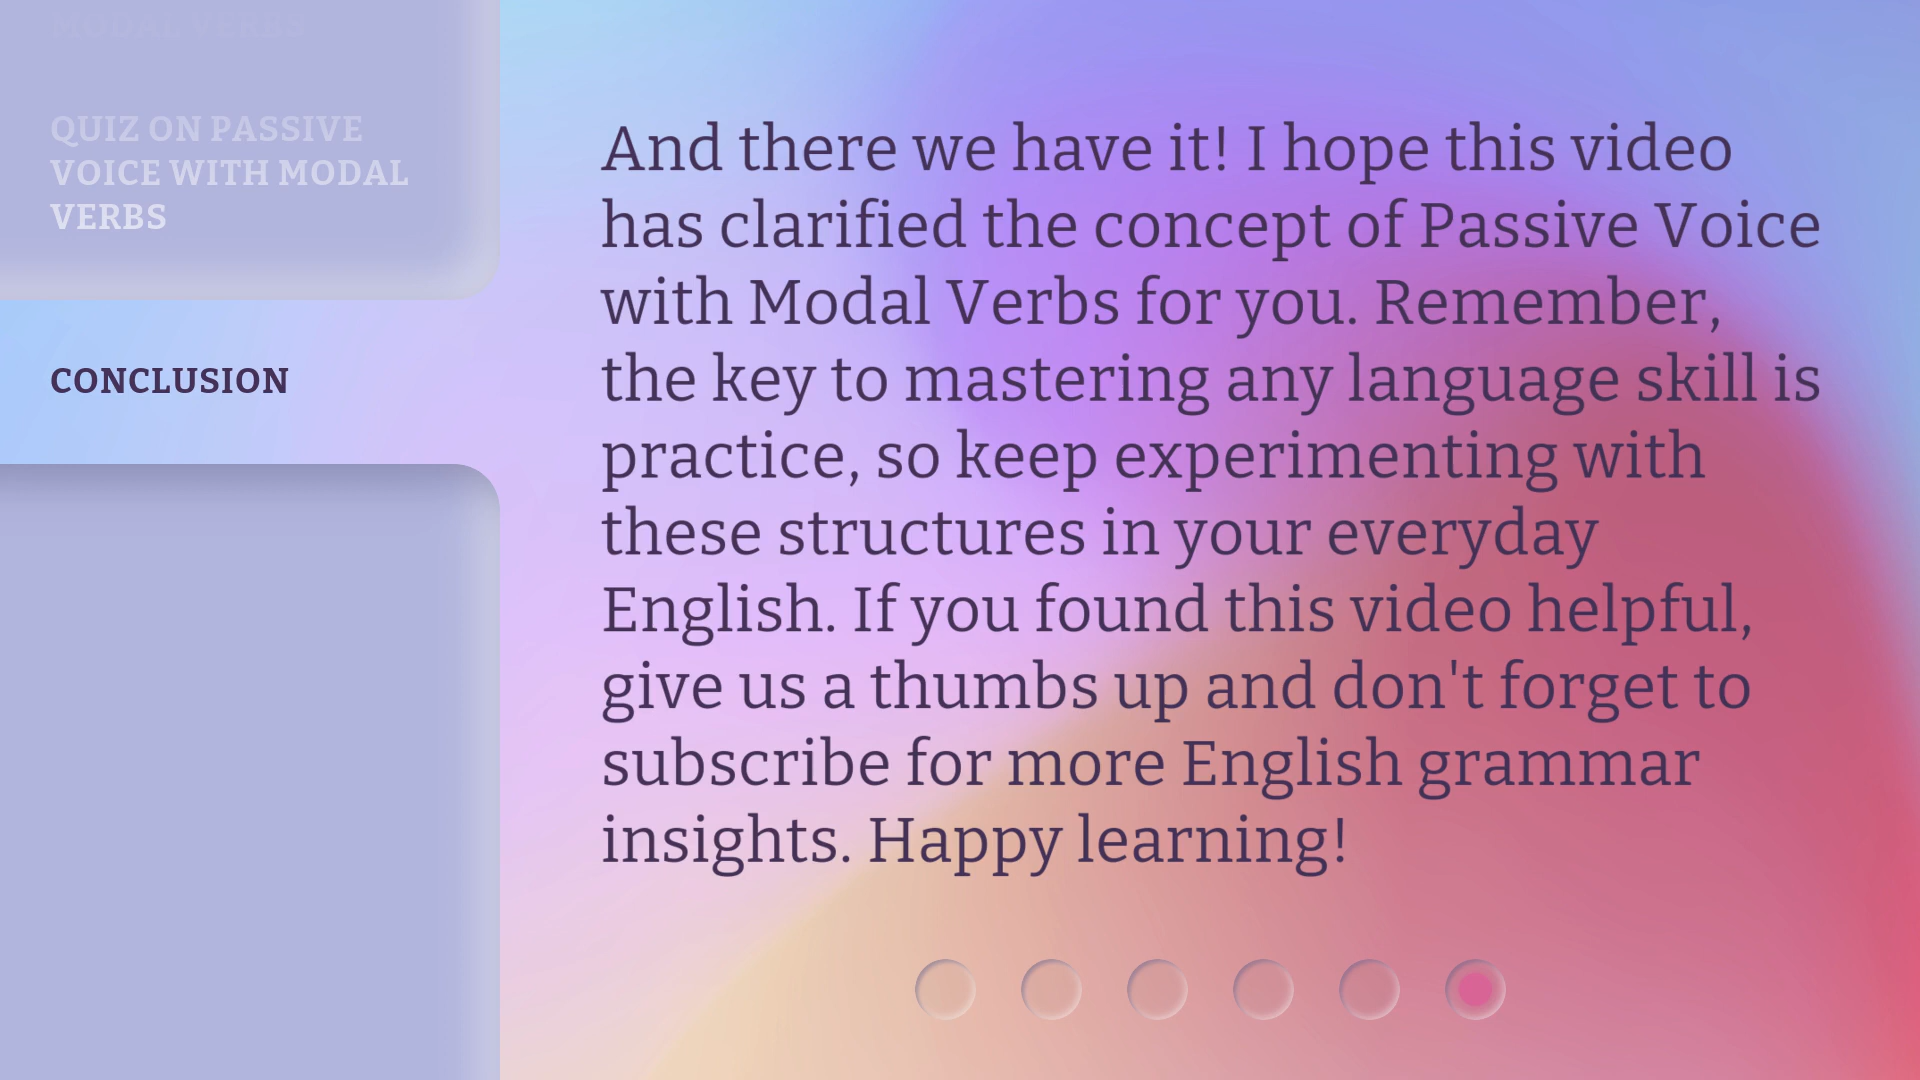 MODAL VERBS
QUIZ ON PASSIVE
VOICE WITH MODAL
VERBS
CONCLUSION
And there we have it! I hope this video
has clarified the concept of Passive Voice
with Modal Verbs for you. Remember,
the key to mastering any language skill is
practice, so keep experimenting with
these structures in your everyday
English. If you found this video helpful,
give us a thumbs up and don't forget to
subscribe for more English grammar
insights. Happy learning!